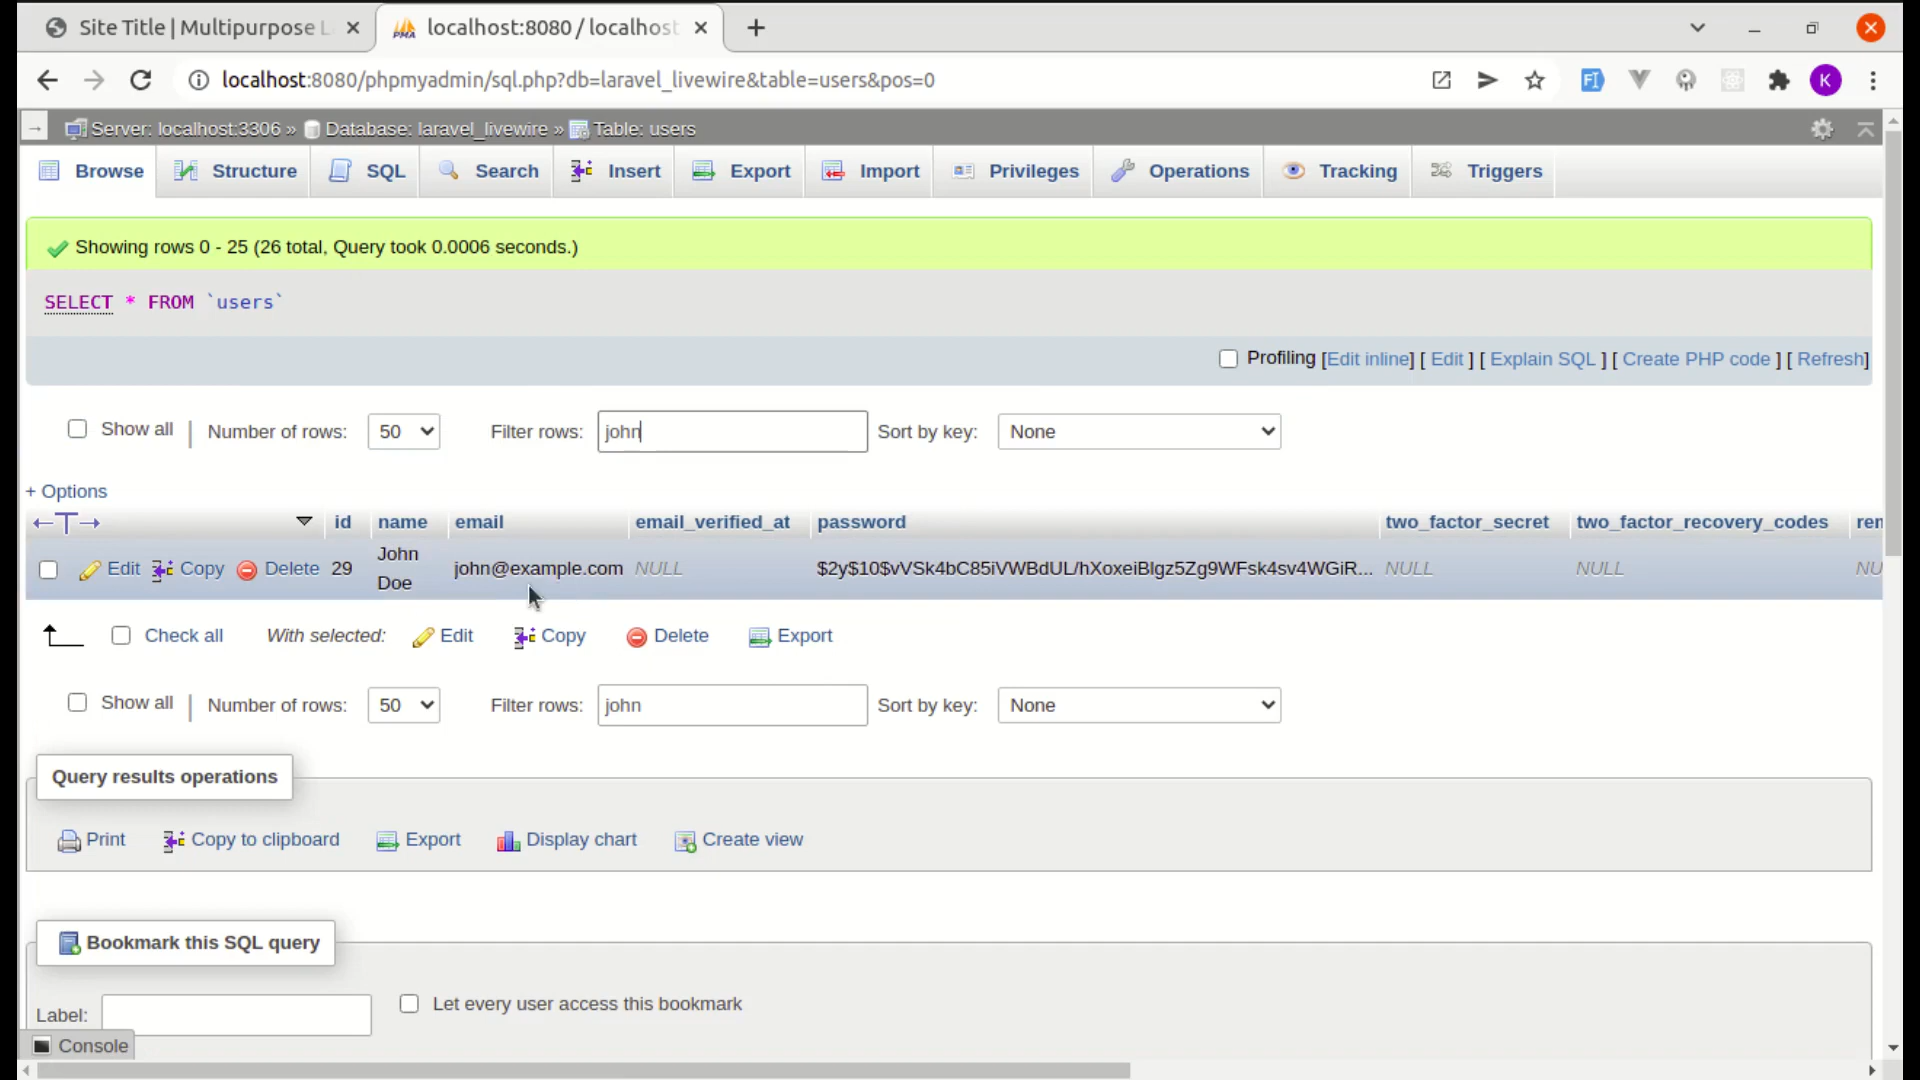 Site Title | Multipurpose L
localhost:8080 / localhost
localhost:8080/phpmyadmin/sql.php?db=laravel_livewire&table=users&pos=0
K
Server: localhost:3306 » Database: laravel_livewire » Table: users
Browse Structure SQL Search Insert Export Import Privileges Operations Tracking Triggers
Showing rows 0 - 25 (26 total, Query took 0.0006 seconds.)
SELECT * FROM `users`
Profiling [Edit inline] [ Edit ] [ Explain SQL ] [ Create PHP code ] [ Refresh]
Show all | Number of rows: 50 Filter rows: john Sort by key: None
+ Options
←T→ id name email email_verified_at password two_factor_secret two_factor_recovery_codes rem
Edit Copy Delete 29 John Doe john@example.com NULL $2y$10$vVSk4bC85iVWBdUL/hXoxeiBlgz5Zg9WFsk4sv4WGiR... NULL NULL NU
Check all With selected: Edit Copy Delete Export
Show all | Number of rows: 50 Filter rows: john Sort by key: None
Query results operations
Print Copy to clipboard Export Display chart Create view
Bookmark this SQL query
Label: Let every user access this bookmark
Console